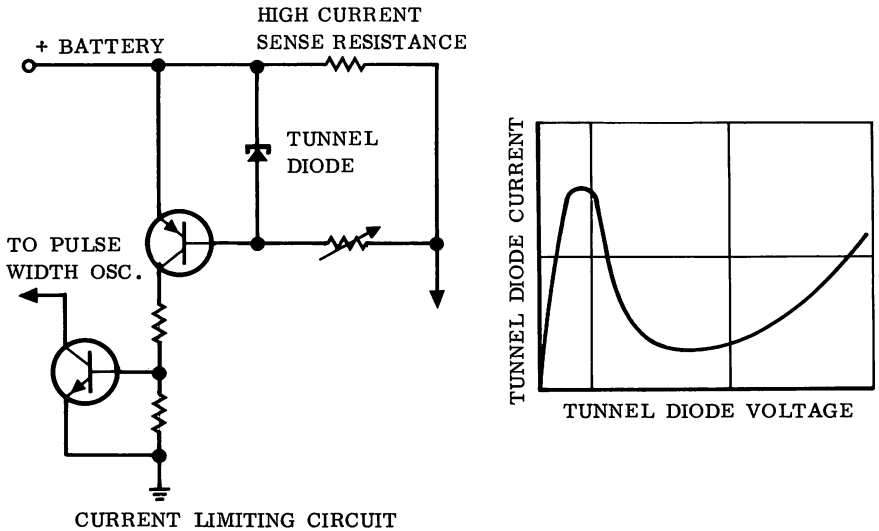 HIGH CURRENT
SENSE RESISTANCE
+ BATTERY
TUNNEL
DIODE
TO PULSE
WIDTH OSC.
CURRENT LIMITING CIRCUIT
TUNNEL DIODE CURRENT
TUNNEL DIODE VOLTAGE